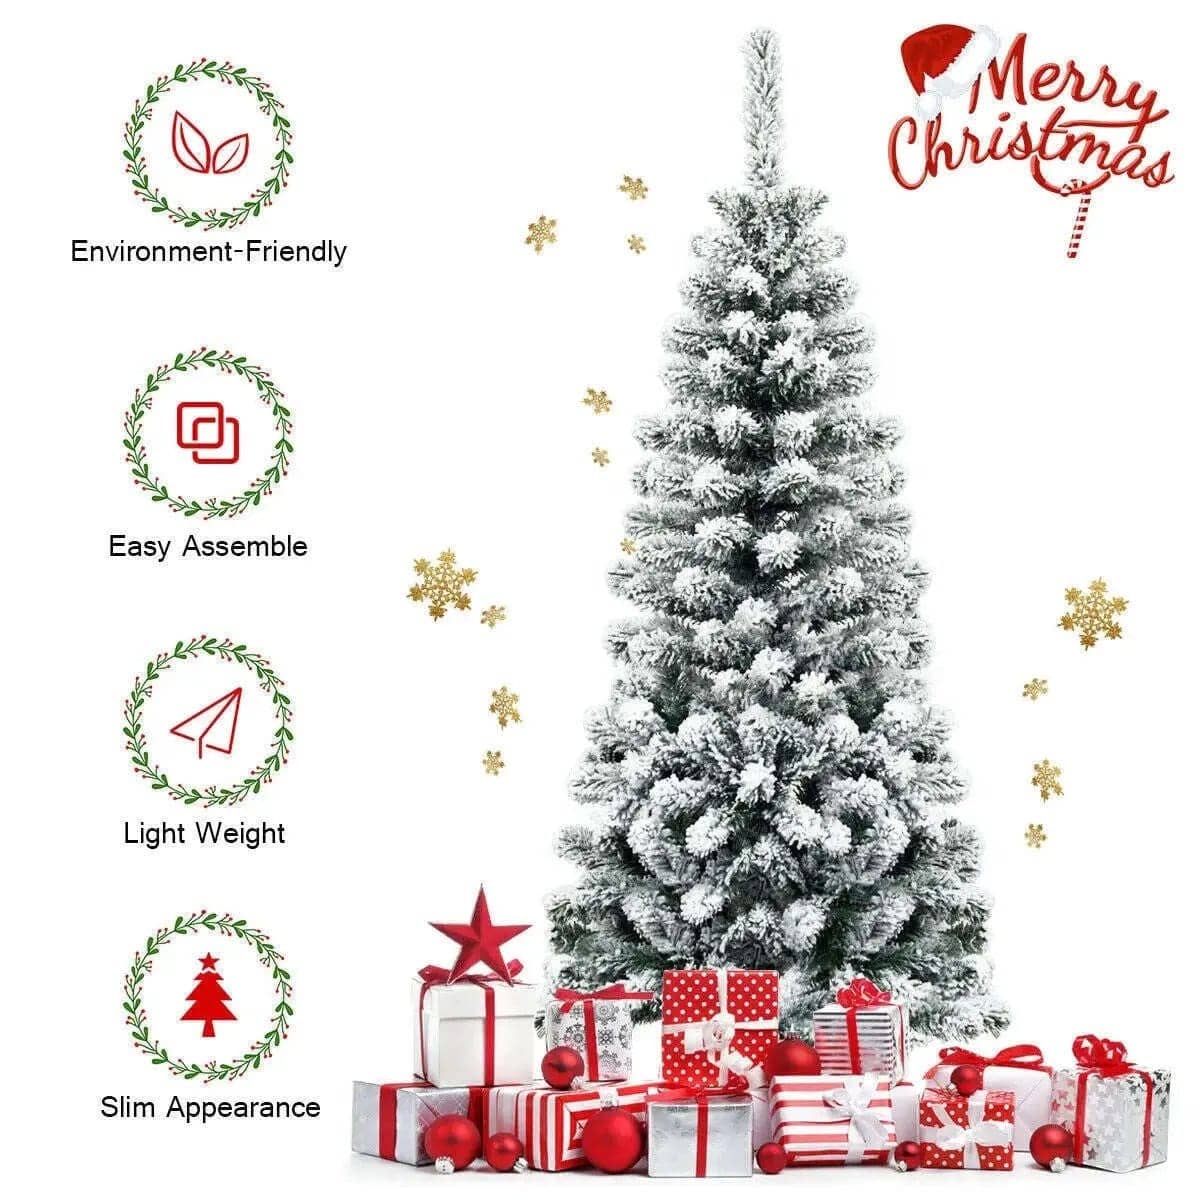 Merry
Christmas
Environment-Friendly
Easy Assemble
Light Weight
Slim Appearance